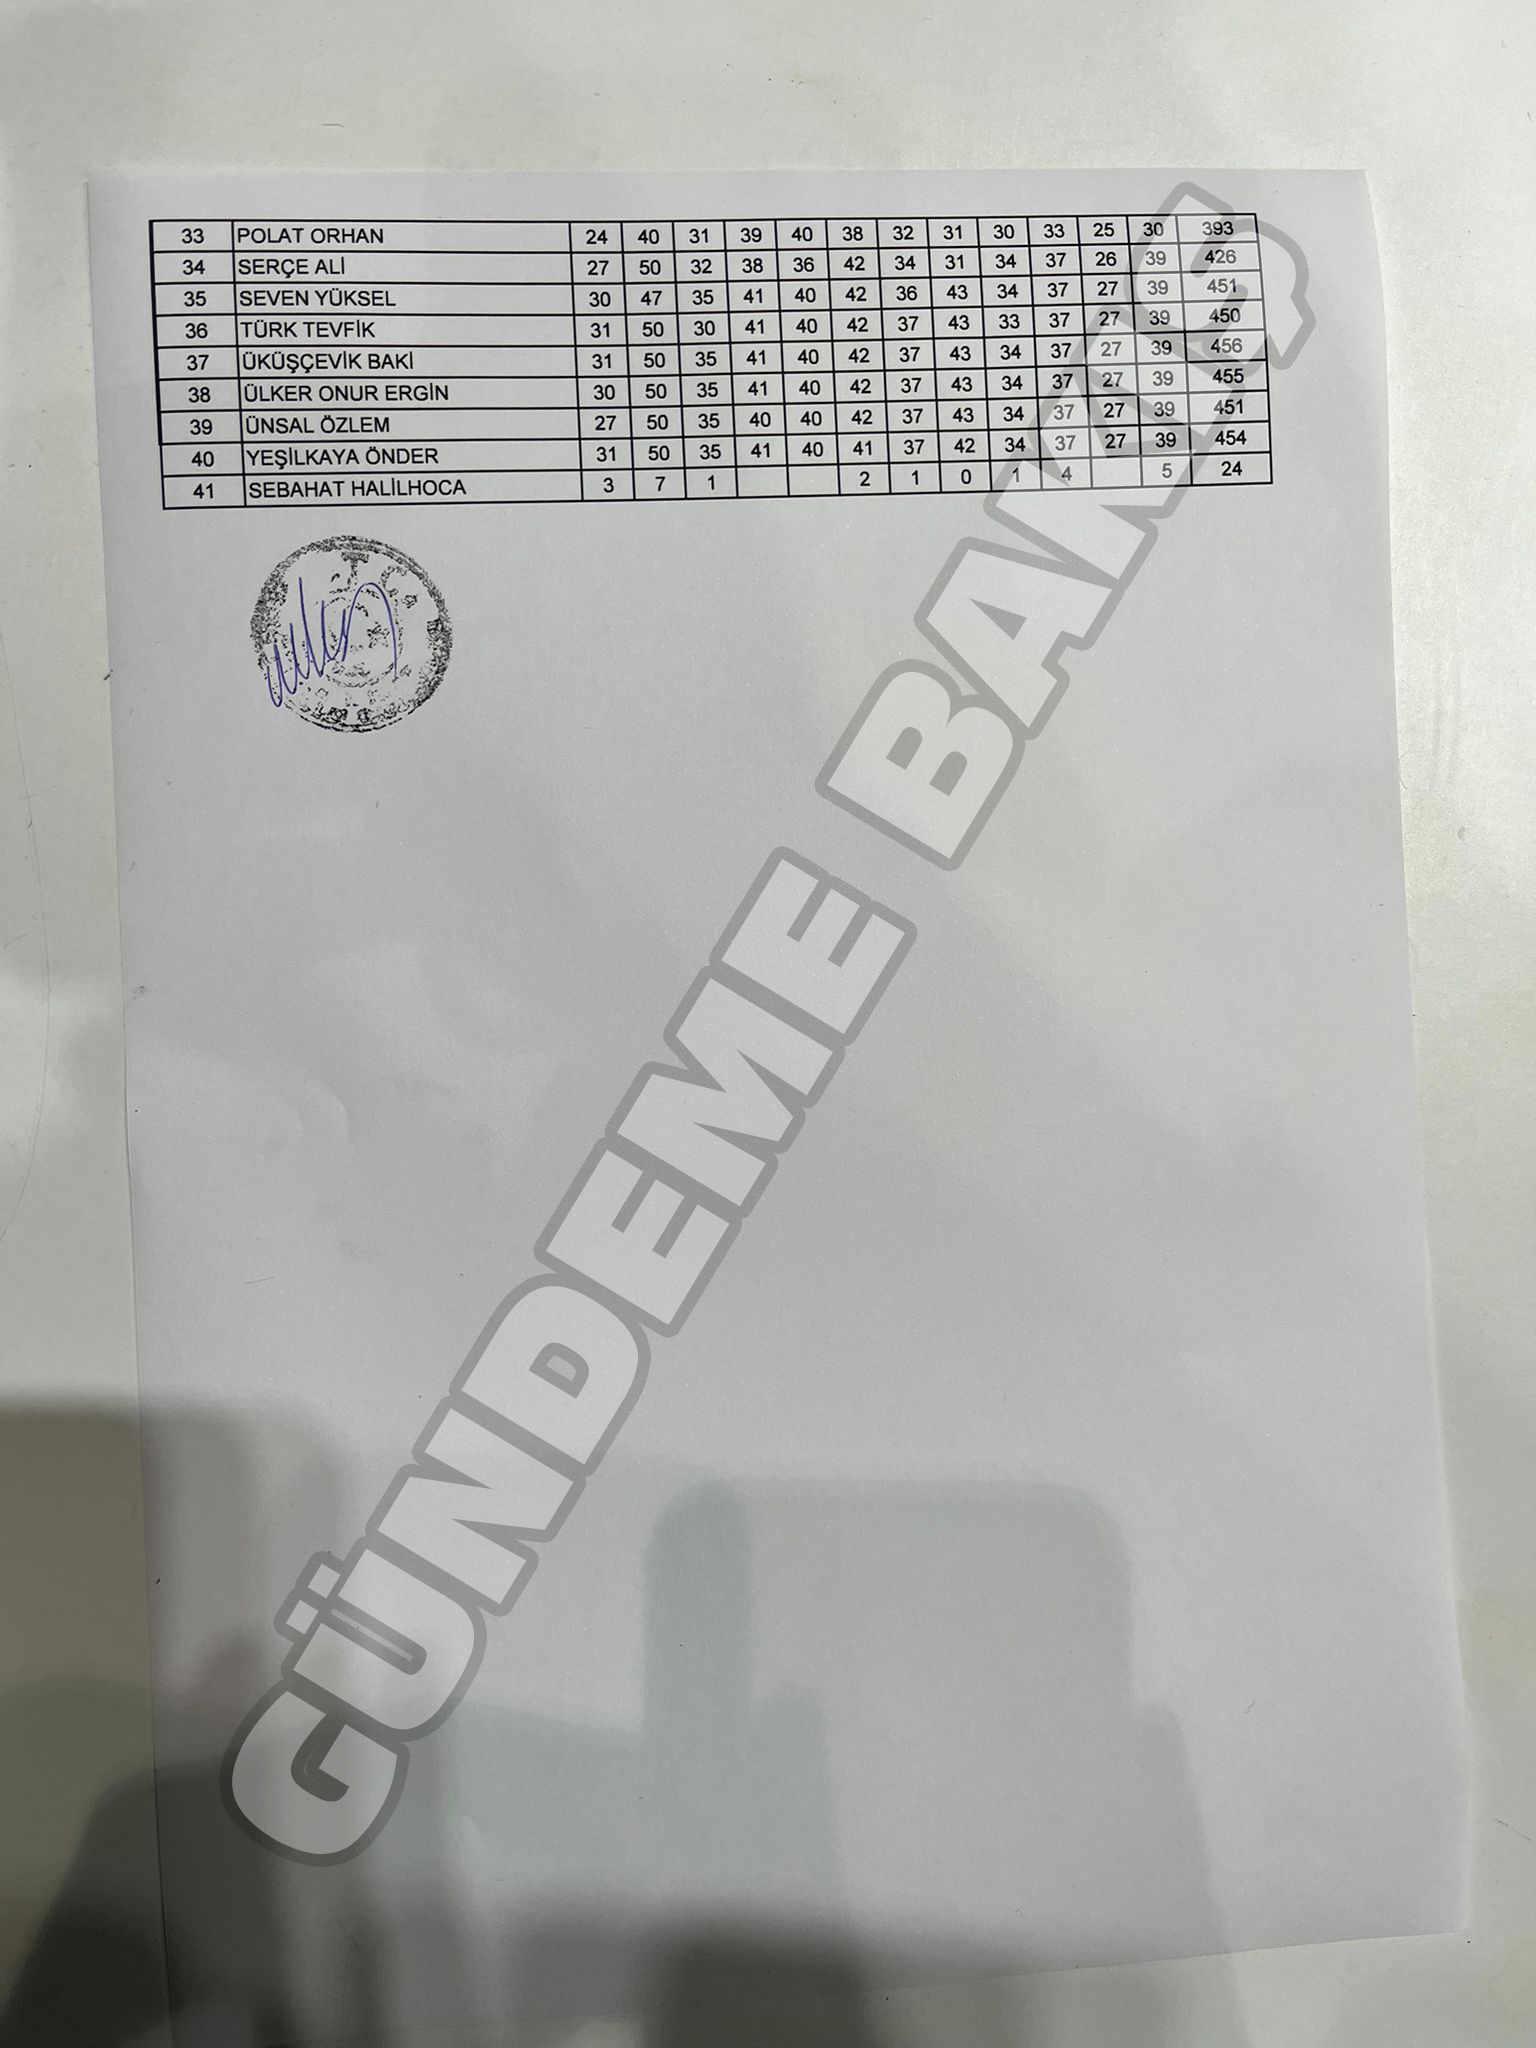 33 POLAT ORHAN 24 40 31 39 40 38 32 31 30 33 25 30 393
34 SERÇE ALİ 27 50 32 38 36 42 34 31 34 37 26 39 426
35 SEVEN YÜKSEL 30 47 35 41 40 42 36 43 34 37 27 39 451
36 TÜRK TEVFİK 31 50 30 41 40 42 37 43 33 37 27 39 450
37 ÜKÜŞÇEVİK BAKİ 31 50 35 41 40 42 37 43 34 37 27 39 456
38 ÜLKER ONUR ERGİN 30 50 35 41 40 42 37 43 34 37 27 39 455
39 ÜNSAL ÖZLEM 27 50 35 40 40 42 37 43 34 37 27 39 451
40 YEŞİLKAYA ÖNDER 31 50 35 41 40 41 37 42 34 37 27 39 454
41 SEBAHAT HALİLHOCA 3 7 1 2 1 0 1 4 5 24
T.C.
GÜNDEME BAKIŞ